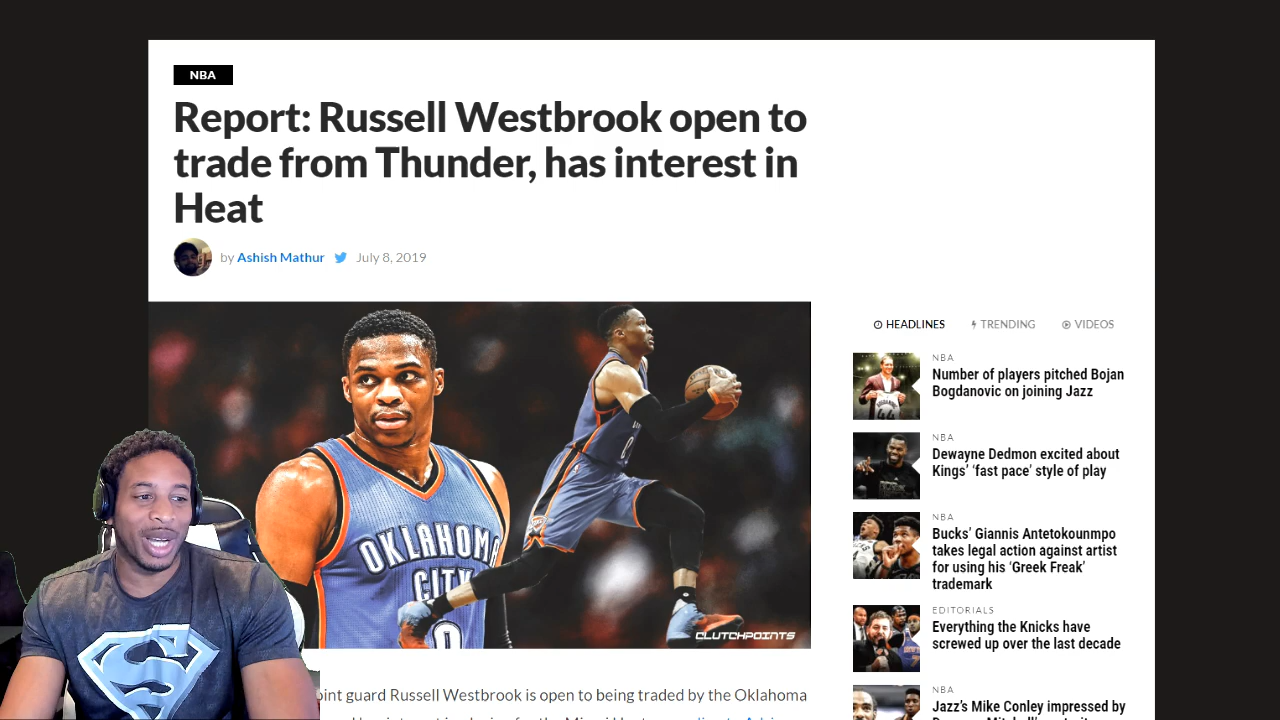 NBA
Report: Russell Westbrook open to
trade from Thunder, has interest in
Heat
by Ashish Mathur July 8, 2019
OKLAHOMA
CITY
0
0
CLUTCHPOINTS
oint guard Russell Westbrook is open to being traded by the Oklahoma
HEADLINES TRENDING VIDEOS
NBA
Number of players pitched Bojan
Bogdanovic on joining Jazz
44
NBA
Dewayne Dedmon excited about
Kings' 'fast pace' style of play
NBA
Bucks' Giannis Antetokounmpo
takes legal action against artist
for using his 'Greek Freak'
trademark
EDITORIALS
Everything the Knicks have
screwed up over the last decade
NBA
Jazz's Mike Conley impressed by